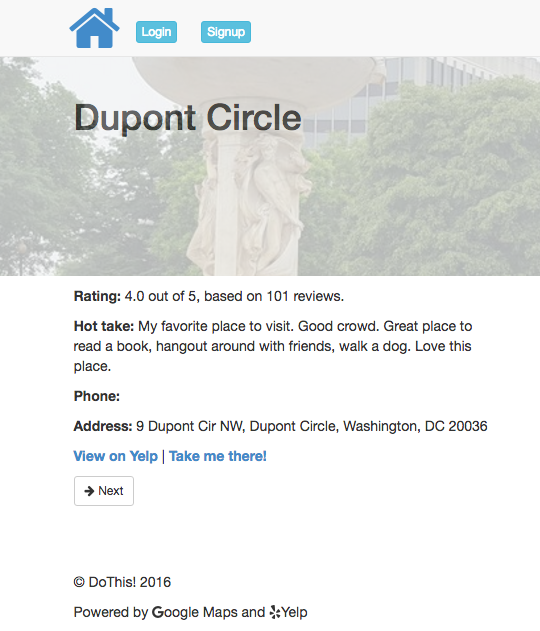 Login Signup
Dupont Circle
Rating: 4.0 out of 5, based on 101 reviews.
Hot take: My favorite place to visit. Good crowd. Great place to
read a book, hangout around with friends, walk a dog. Love this
place.
Phone:
Address: 9 Dupont Cir NW, Dupont Circle, Washington, DC 20036
View on Yelp | Take me there!
Next
© DoThis! 2016
Powered by Google Maps and Yelp